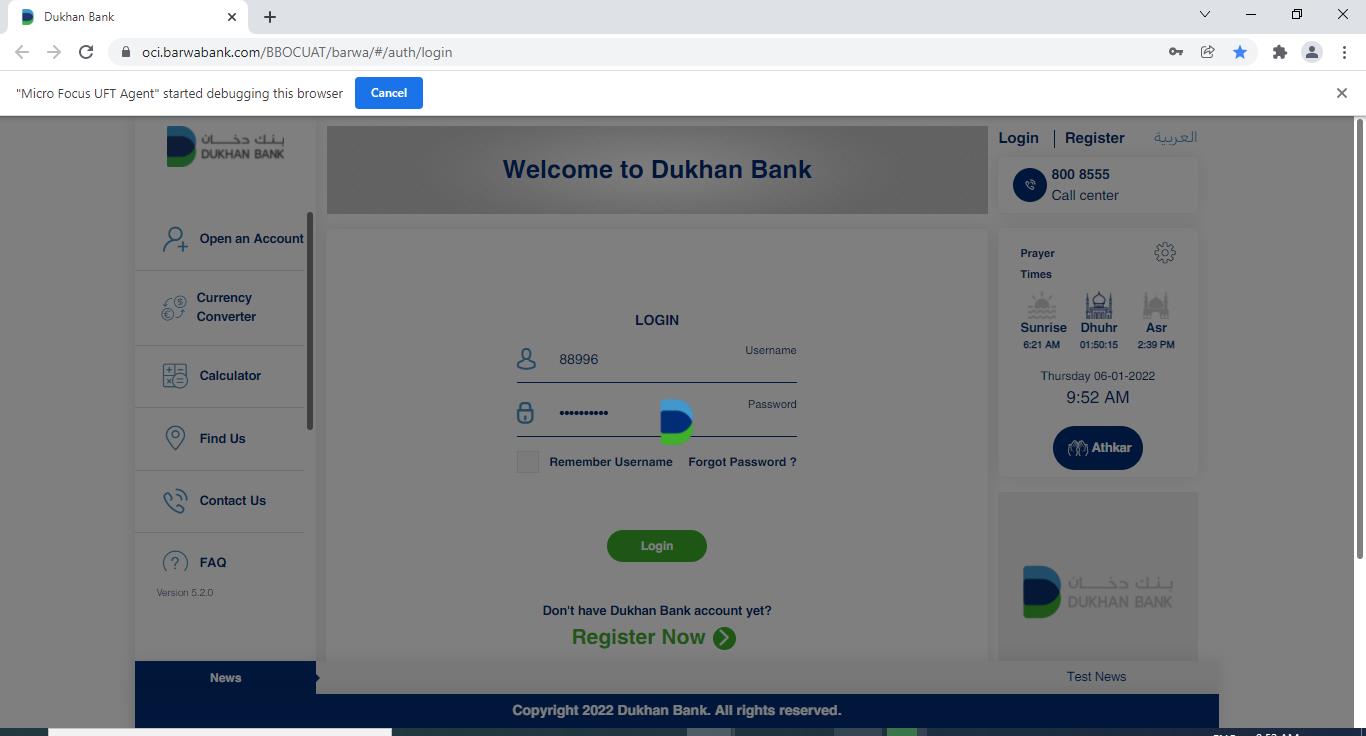 Dukhan Bank
oci.barwabank.com/BBOCUAT/barwa/#/auth/login
"Micro Focus UFT Agent" started debugging this browser
Cancel
بنك دخان
DUKHAN BANK
Open an Account
Currency
Converter
Calculator
Find Us
Contact Us
FAQ
Version 5.2.0
Welcome to Dukhan Bank
LOGIN
Username
88996
Password
••••••••••
Remember Username
Forgot Password ?
Login
Don't have Dukhan Bank account yet?
Register Now
Login
Register
العربية
800 8555
Call center
Prayer
Times
Sunrise Dhuhr Asr
6:21 AM 01:50:15 2:39 PM
Thursday 06-01-2022
9:52 AM
Athkar
بنك دخان
DUKHAN BANK
News
Test News
Copyright 2022 Dukhan Bank. All rights reserved.